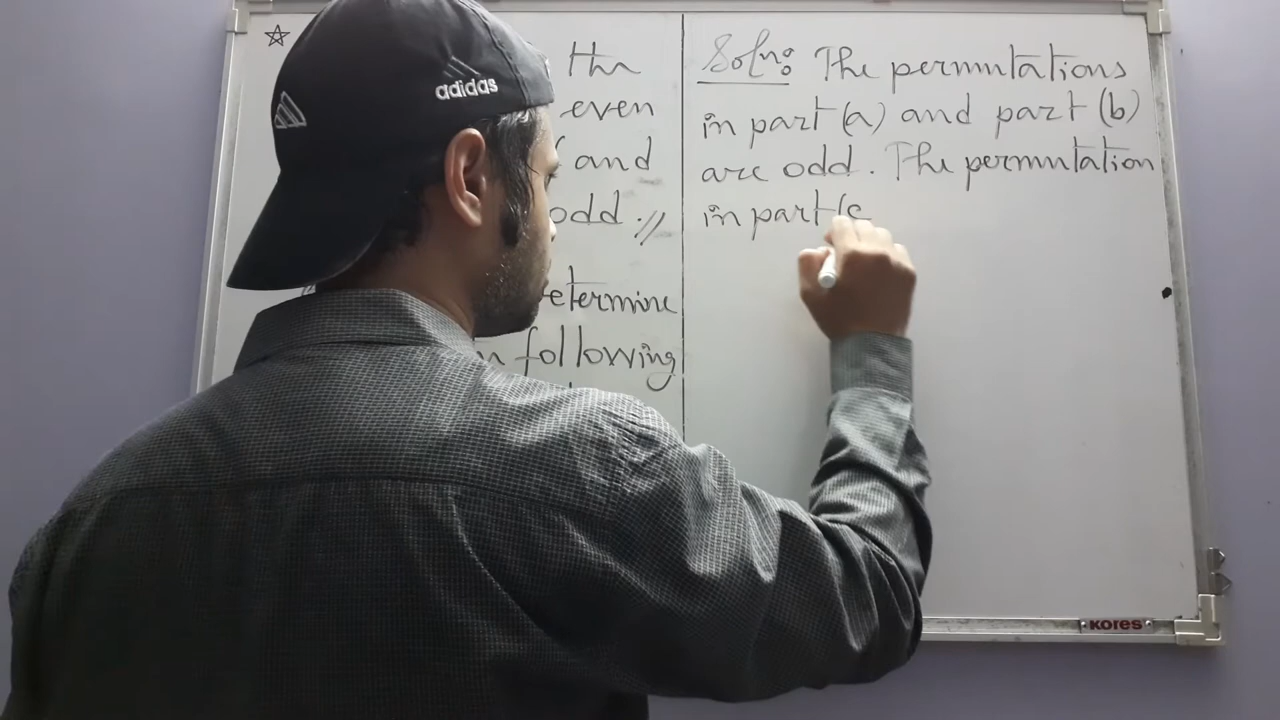 ☆
the
even
and
odd.//
etermine
following
Soln: The permutations
in part (a) and part (b)
are odd. The permutation
in part (c
adidas
KORES